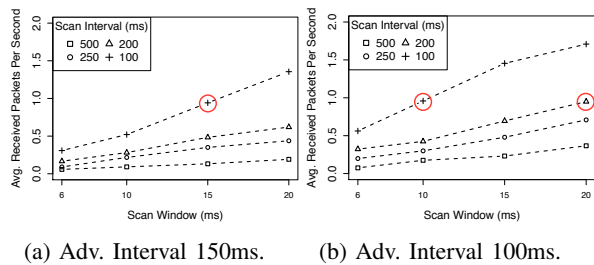 Avg. Received Packets Per Second
2.0
1.5
1.0
0.5
0.0
Scan Interval (ms)
500 200
250 100
6 10 15 20
Scan Window (ms)
(a) Adv. Interval 150ms.
Avg. Received Packets Per Second
2.0
1.5
1.0
0.5
0.0
Scan Interval (ms)
500 200
250 100
6 10 15 20
Scan Window (ms)
(b) Adv. Interval 100ms.